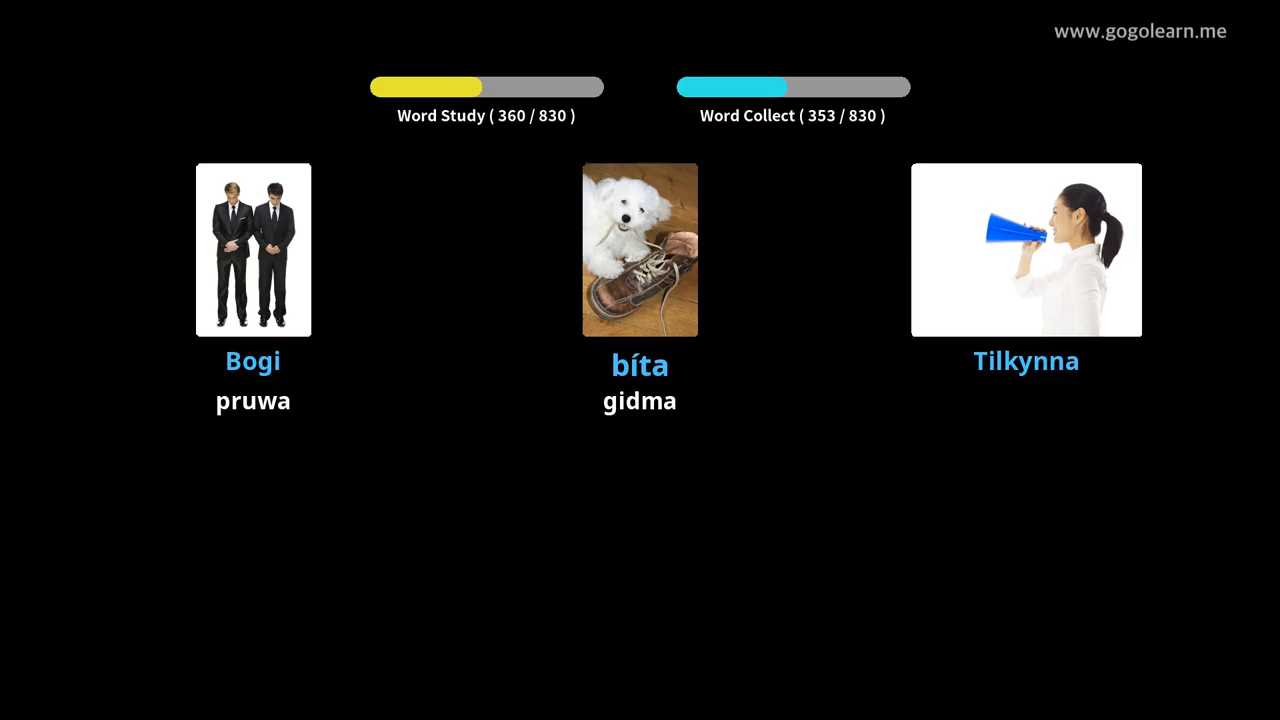 www.gogolearn.me
Word Study ( 360 / 830 )
Word Collect ( 353 / 830 )
Bogi
pruwa
bíta
gidma
Tilkynna